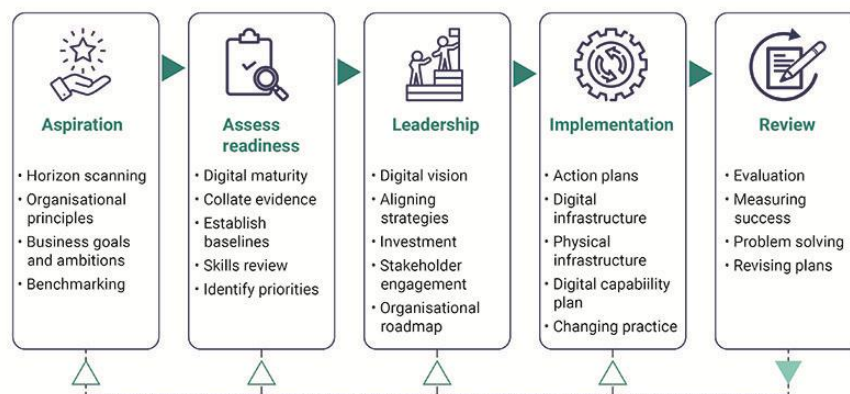 Aspiration
• Horizon scanning
• Organisational
principles
• Business goals
and ambitions
• Benchmarking
Assess
readiness
• Digital maturity
• Collate evidence
• Establish
baselines
• Skills review
• Identify priorities
Leadership
• Digital vision
• Aligning
strategies
• Investment
• Stakeholder
engagement
• Organisational
roadmap
Implementation
• Action plans
• Digital
infrastructure
• Physical
infrastructure
• Digital capabiility
plan
• Changing practice
Review
• Evaluation
• Measuring
success
• Problem solving
• Revising plans